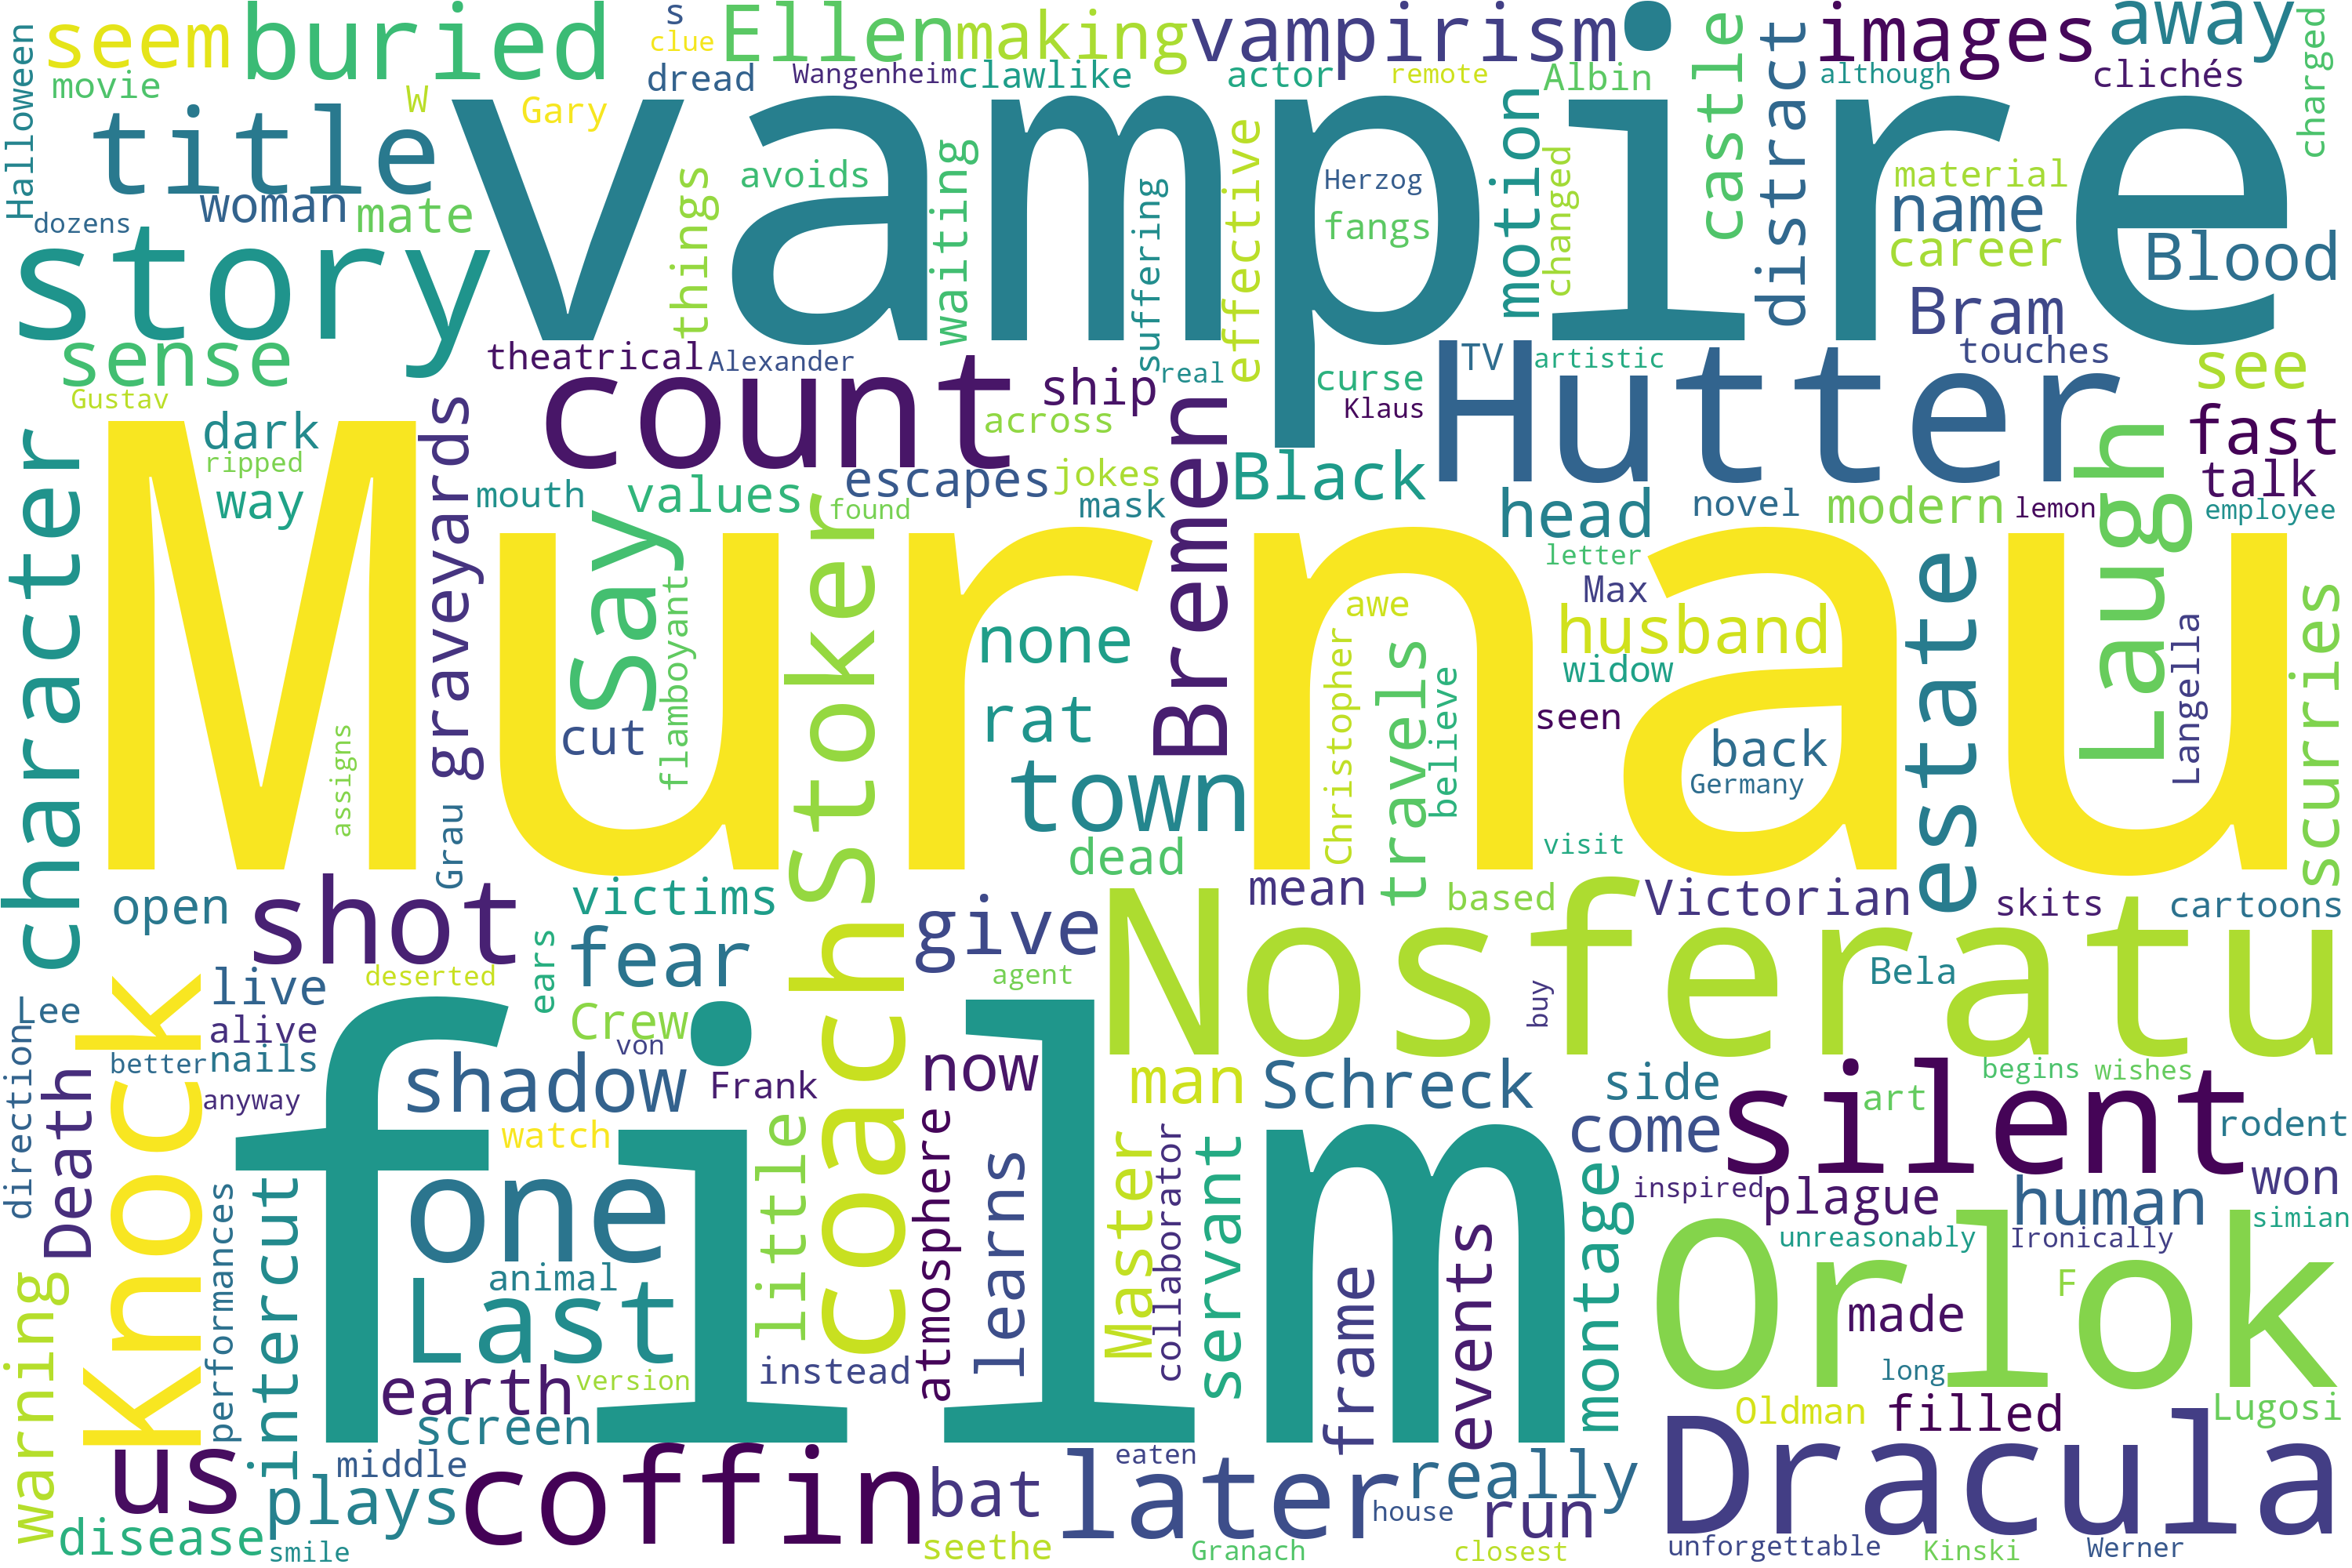 Halloween
seem
buried
s
clue
Ellen
making
vampirism
images
away
movie
W
Gary
dread
Wangenheim
clawlike
actor
remote
Albin
castle
distract
although
clichés
charged
title
vampire
woman
mate
dozens
things
avoids
waiting
suffering
effective
Herzog
fangs
motion
changed
material
name
career
Blood
Bram
story
sense
theatrical
Alexander
real
ship
curse
TV
artistic
touches
see
Gustav
count
across
Klaus
Hutter
fast
dark
ripped
way
graveyards
mouth
values
escapes
found
jokes
mask
Black
Bremen
head
novel
modern
lemon
talk
employee
Laugh
character
Murnau
say
flamboyant
Stoker
none
rat
town
dead
cut
assigns
Grau
letter
Max
awe
husband
widow
Christopher
travels
believe
seen
back
Germany
visit
estate
Langella
scurries
open
shot
victims
fear
give
mean
based
Victorian
skits
cartoons
ears
deserted
live
Lee
alive
nails
better
anyway
direction
Knock
Crew
von
shadow
Frank
coach
agent
now
Nosferatu
buy
Bela
man
Schreck
side
come
art
begins
wishes
silent
rodent
won
simian
Death
film
watch
one
little
atmosphere
learns
Master
collaborator
servant
montage
inspired
plague
human
unreasonably
Ironically
F
Orlok
made
warning
performances
intercut
animal
Last
earth
version
screen
instead
frame
events
long
Oldman
filled
Lugosi
us
middle
plays
coffin
bat
eaten
later
really
house
run
Dracula
disease
smile
seethe
Granach
closest
unforgettable
Kinski
Werner